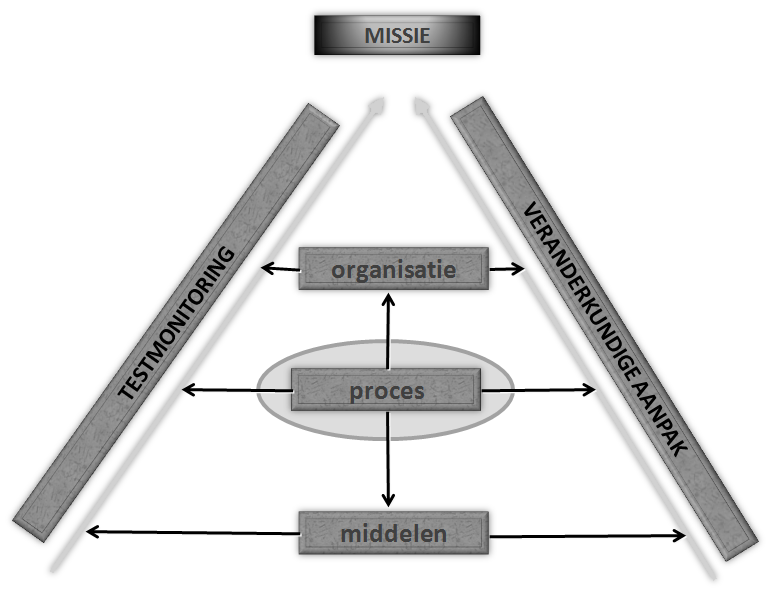 MISSIE
TESTMONITORING
VERANDERKUNDIGE AANPAK
organisatie
proces
middelen